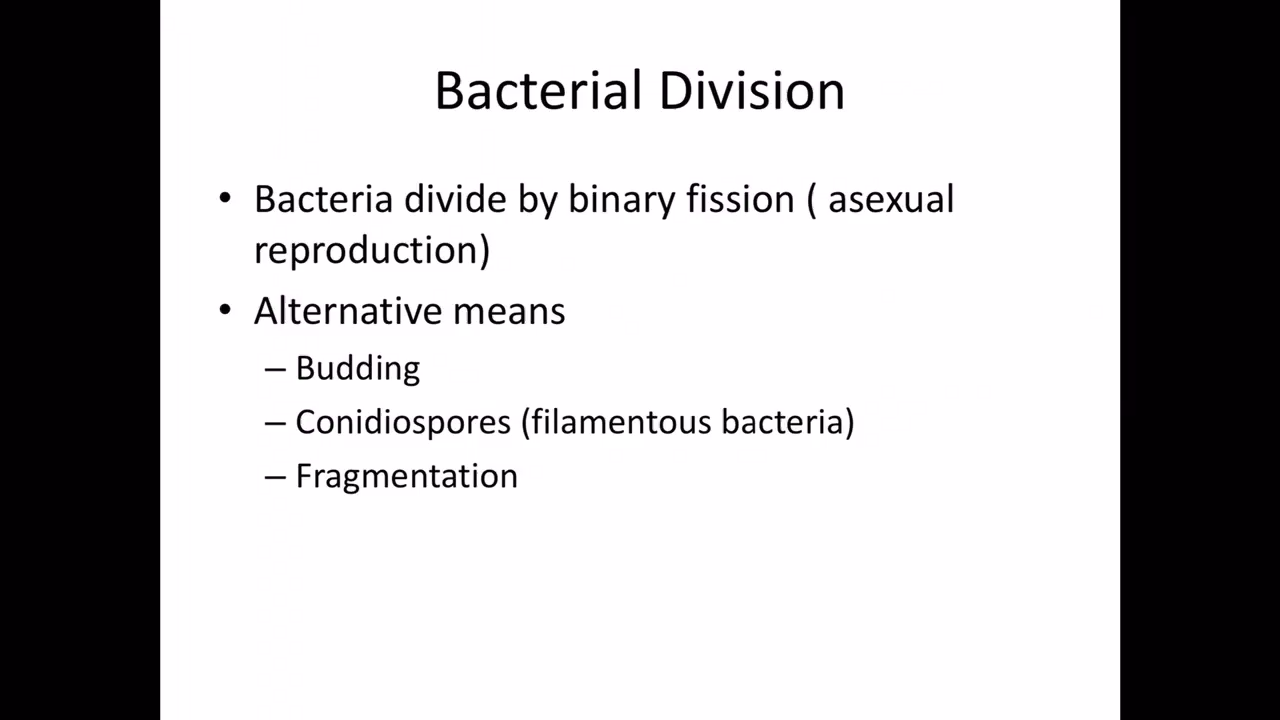 Bacterial Division
• Bacteria divide by binary fission ( asexual
reproduction)
• Alternative means
– Budding
– Conidiospores (filamentous bacteria)
– Fragmentation